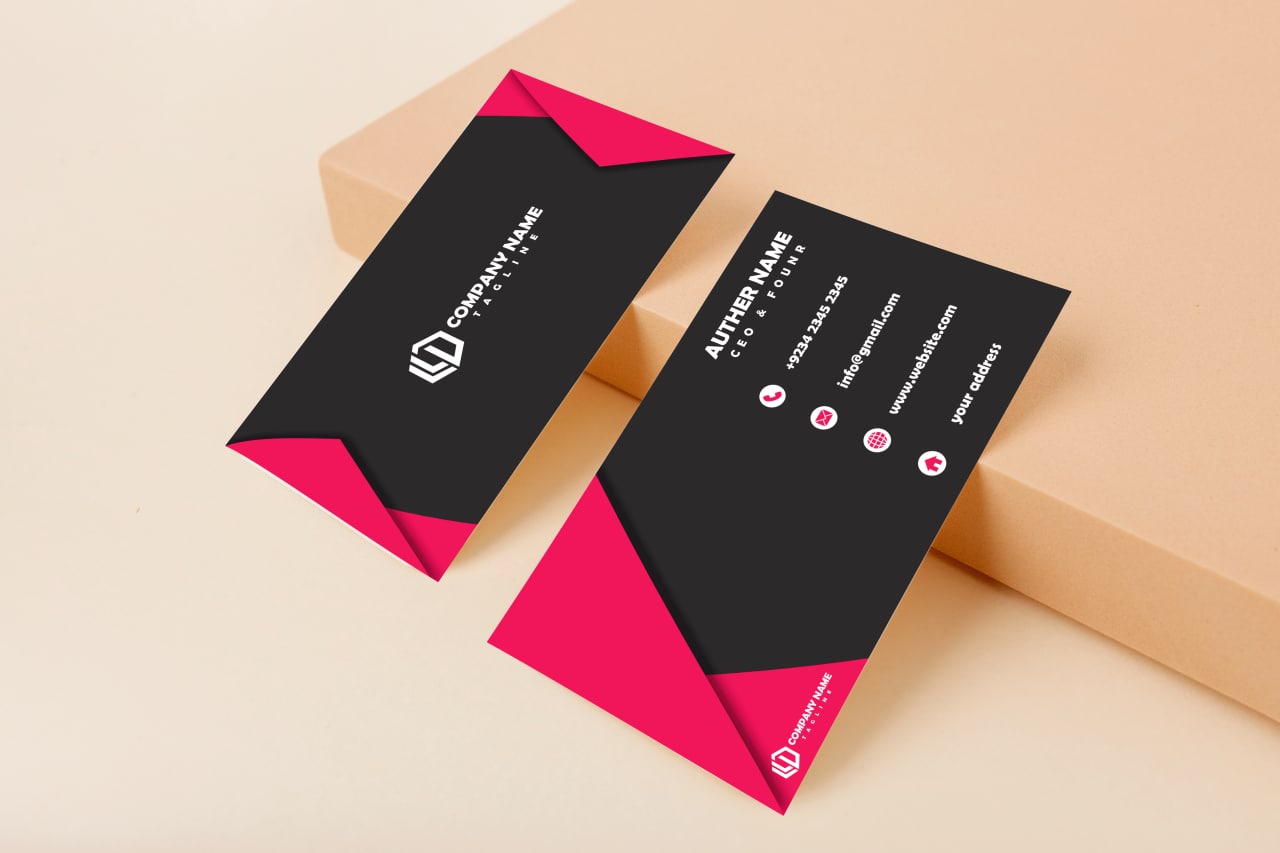 COMPANY NAME
TAGLINE
AUTHER NAME
CEO & FOUNR
+9234 2345 2345
info@gmail.com
www.website.com
your address
COMPANY NAME
TAGLINE